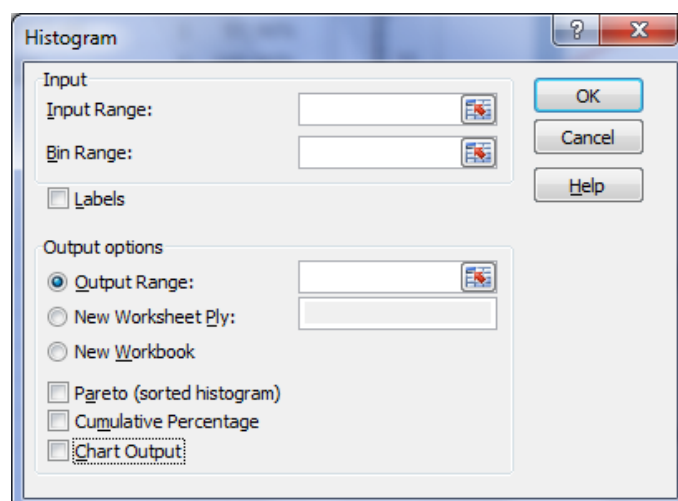 Histogram
?
Input
Input Range:
OK
Bin Range:
Cancel
Labels
Help
Output options
Output Range:
New Worksheet Ply:
New Workbook
Pareto (sorted histogram)
Cumulative Percentage
Chart Output